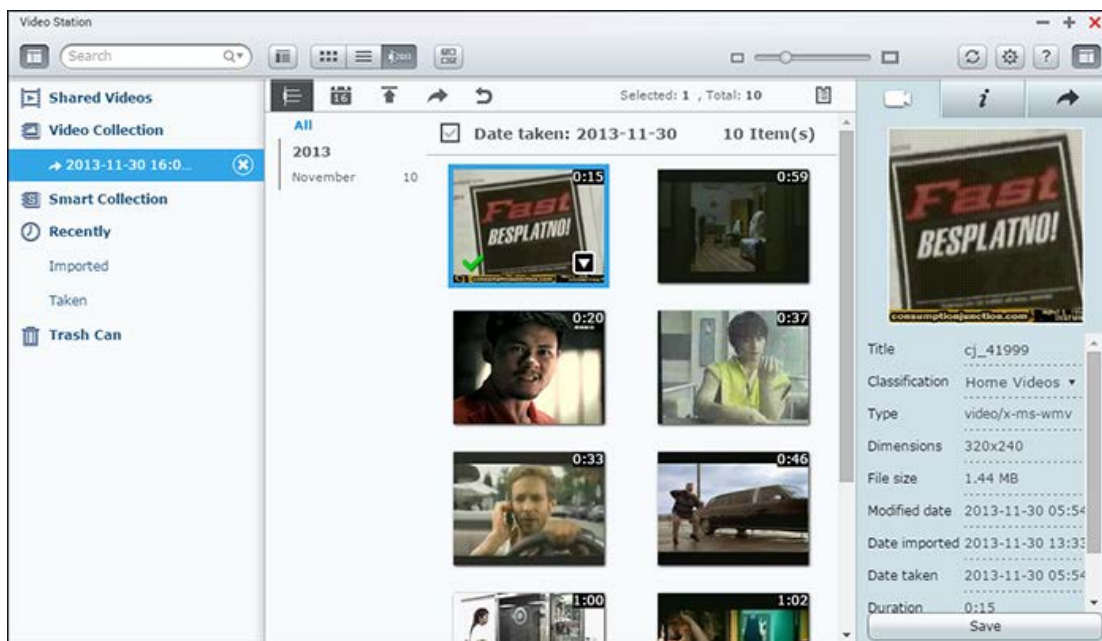 Video Station
Search
Shared Videos
Video Collection
2013-11-30 16:0...
Smart Collection
Recently
Imported
Taken
Trash Can
16
Selected: 1 , Total: 10
All
2013
November 10
Date taken: 2013-11-30 10 Item(s)
0:15
Fast
BESPLATNO!
consumptionjunction.com
0:59
0:20
0:37
0:33
0:46
1:00
1:02
?
i
Fast
BESPLATNO!
consumptionjunction.com
Title cj_41999
Classification Home Videos
Type video/x-ms-wmv
Dimensions 320x240
File size 1.44 MB
Modified date 2013-11-30 05:54
Date imported 2013-11-30 13:33
Date taken 2013-11-30 05:54
Duration 0:15
Save